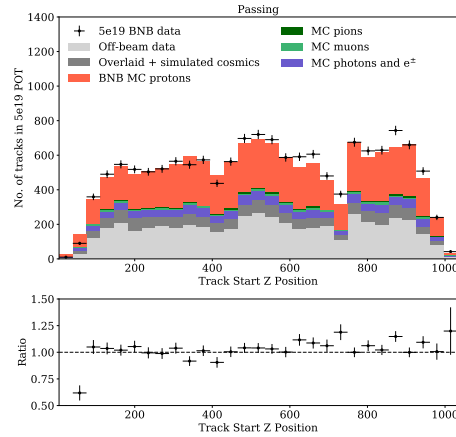 Passing
1400
1200
1000
800
600
400
200
0
No. of tracks in 5e19 POT
5e19 BNB data
Off-beam data
Overlaid + simulated cosmics
BNB MC protons
MC pions
MC muons
MC photons and e±
200 400 600 800 1000
Track Start Z Position
1.50
1.25
1.00
0.75
0.50
Ratio
200 400 600 800 1000
Track Start Z Position